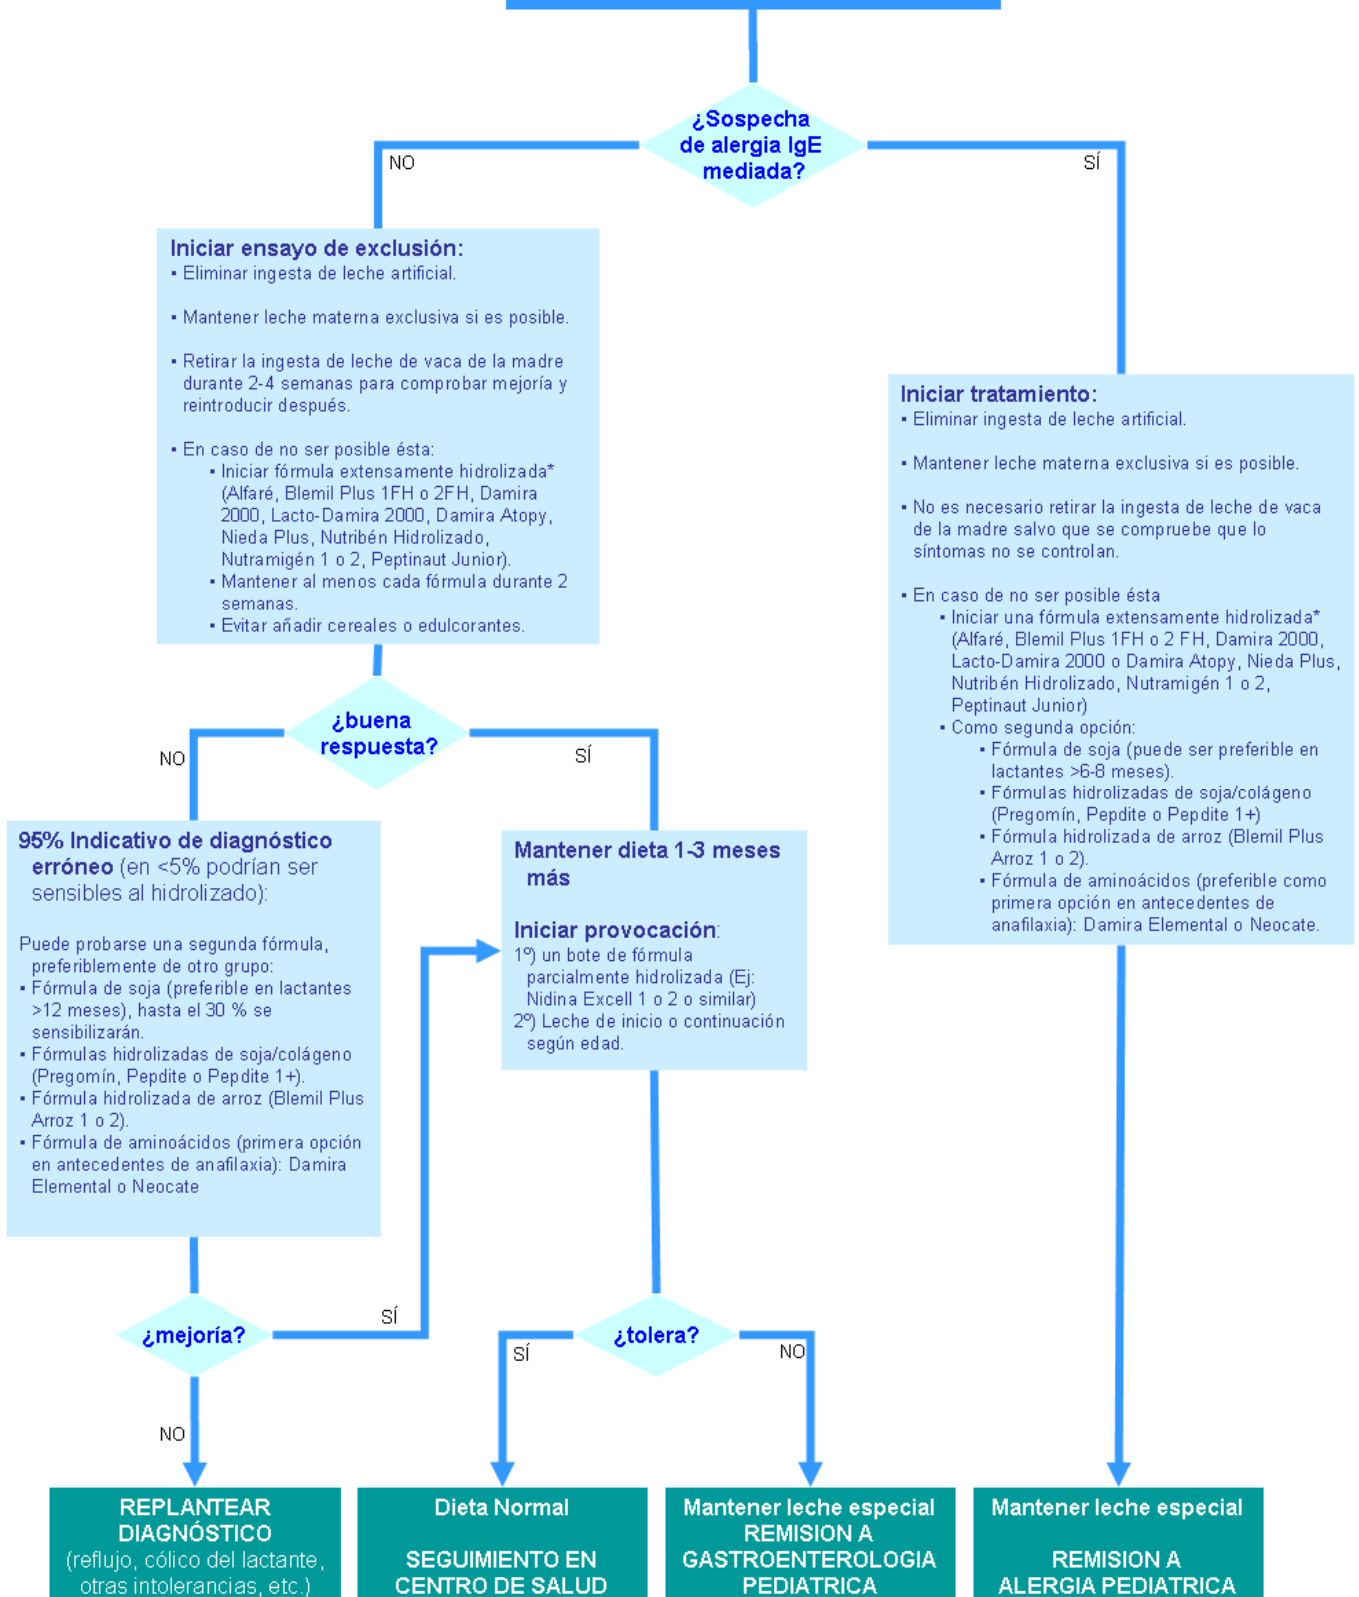 ¿Sospecha
de alergia IgE
mediada?
NO
SÍ
Iniciar ensayo de exclusión:
▪ Eliminar ingesta de leche artificial.
▪ Mantener leche materna exclusiva si es posible.
▪ Retirar la ingesta de leche de vaca de la madre
durante 2-4 semanas para comprobar mejoría y
reintroducir después.
▪ En caso de no ser posible ésta:
▪ Iniciar fórmula extensamente hidrolizada*
(Alfaré, Blemil Plus 1FH o 2FH, Damira
2000, Lacto-Damira 2000, Damira Atopy,
Nieda Plus, Nutribén Hidrolizado,
Nutramigén 1 o 2, Peptinaut Junior).
▪ Mantener al menos cada fórmula durante 2
semanas.
▪ Evitar añadir cereales o edulcorantes.
Iniciar tratamiento:
▪ Eliminar ingesta de leche artificial.
▪ Mantener leche materna exclusiva si es posible.
▪ No es necesario retirar la ingesta de leche de vaca
de la madre salvo que se compruebe que lo
síntomas no se controlan.
▪ En caso de no ser posible ésta
▪ Iniciar una fórmula extensamente hidrolizada*
(Alfaré, Blemil Plus 1FH o 2 FH, Damira 2000,
Lacto-Damira 2000 o Damira Atopy, Nieda Plus,
Nutribén Hidrolizado, Nutramigén 1 o 2,
Peptinaut Junior)
▪ Como segunda opción:
▪ Fórmula de soja (puede ser preferible en
lactantes >6-8 meses).
▪ Fórmulas hidrolizadas de soja/colágeno
(Pregomín, Pepdite o Pepdite 1+)
▪ Fórmula hidrolizada de arroz (Blemil Plus
Arroz 1 o 2).
▪ Fórmula de aminoácidos (preferible como
primera opción en antecedentes de
anafilaxia): Damira Elemental o Neocate.
¿buena
respuesta?
NO
SÍ
95% Indicativo de diagnóstico
erróneo (en <5% podrían ser
sensibles al hidrolizado):
Puede probarse una segunda fórmula,
preferiblemente de otro grupo:
▪ Fórmula de soja (preferible en lactantes
>12 meses), hasta el 30 % se
sensibilizarán.
▪ Fórmulas hidrolizadas de soja/colágeno
(Pregomín, Pepdite o Pepdite 1+).
▪ Fórmula hidrolizada de arroz (Blemil Plus
Arroz 1 o 2).
▪ Fórmula de aminoácidos (primera opción
en antecedentes de anafilaxia): Damira
Elemental o Neocate
Mantener dieta 1-3 meses
más
Iniciar provocación:
1º) un bote de fórmula
parcialmente hidrolizada (Ej:
Nidina Excell 1 o 2 o similar)
2º) Leche de inicio o continuación
según edad.
¿mejoría?
SÍ
NO
¿tolera?
SÍ
NO
REPLANTEAR
DIAGNÓSTICO
(reflujo, cólico del lactante,
otras intolerancias, etc.)
Dieta Normal
SEGUIMIENTO EN
CENTRO DE SALUD
Mantener leche especial
REMISION A
GASTROENTEROLOGIA
PEDIATRICA
Mantener leche especial
REMISION A
ALERGIA PEDIATRICA